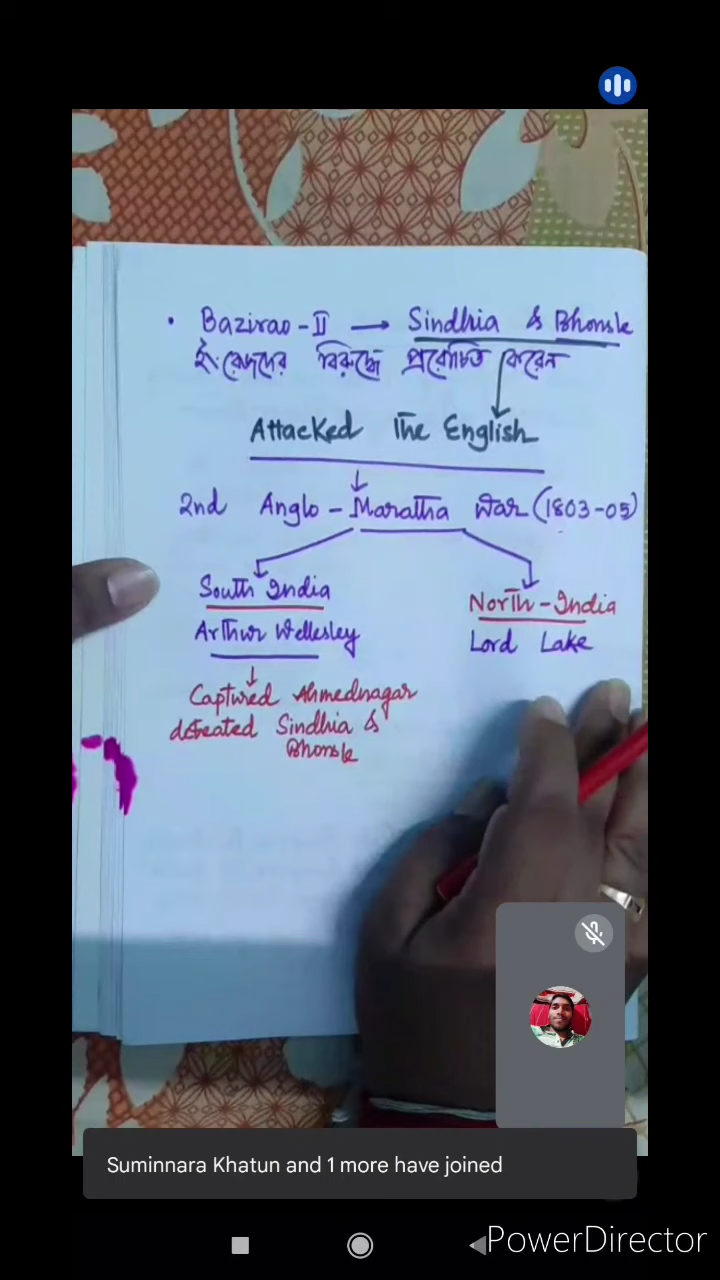 • Bazirao-II → Sindhia & Bhonsle
ইংরেজদের বিরুদ্ধে প্ররোচিত করেন
Attacked The English
2nd Anglo-Maratha War (1803-05)
South India
North-India
Arthur Wellesley
Lord Lake
Captured Ahmednagar
defeated Sindhia &
Bhonsle
Suminnara Khatun and 1 more have joined
PowerDirector